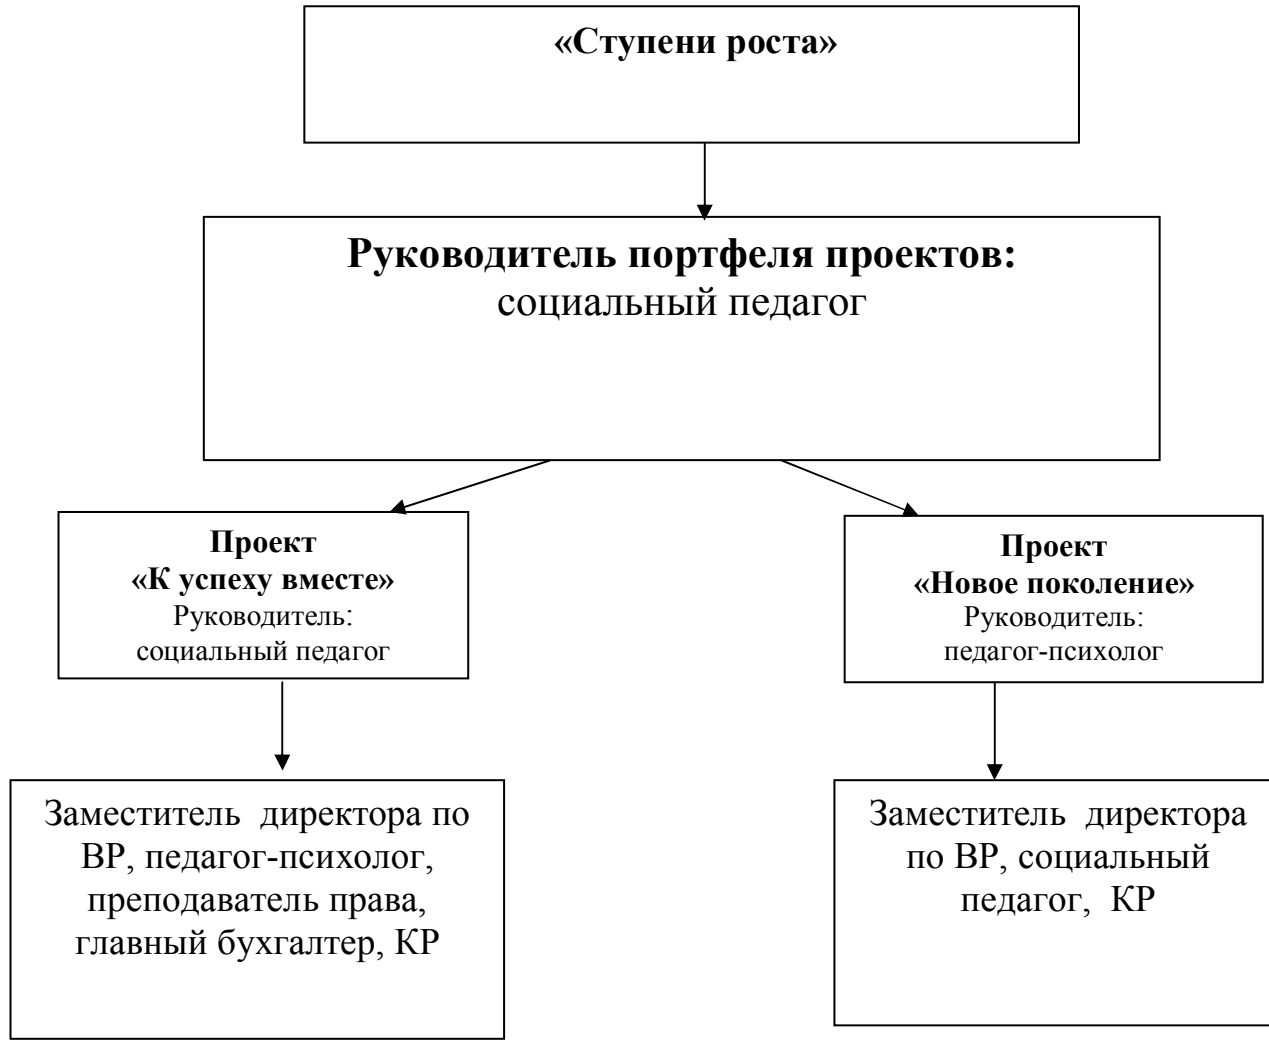 «Ступени роста»
Руководитель портфеля проектов:
социальный педагог
Проект
«К успеху вместе»
Руководитель:
социальный педагог
Проект
«Новое поколение»
Руководитель:
педагог-психолог
Заместитель директора по
ВР, педагог-психолог,
преподаватель права,
главный бухгалтер, КР
Заместитель директора
по ВР, социальный
педагог, КР